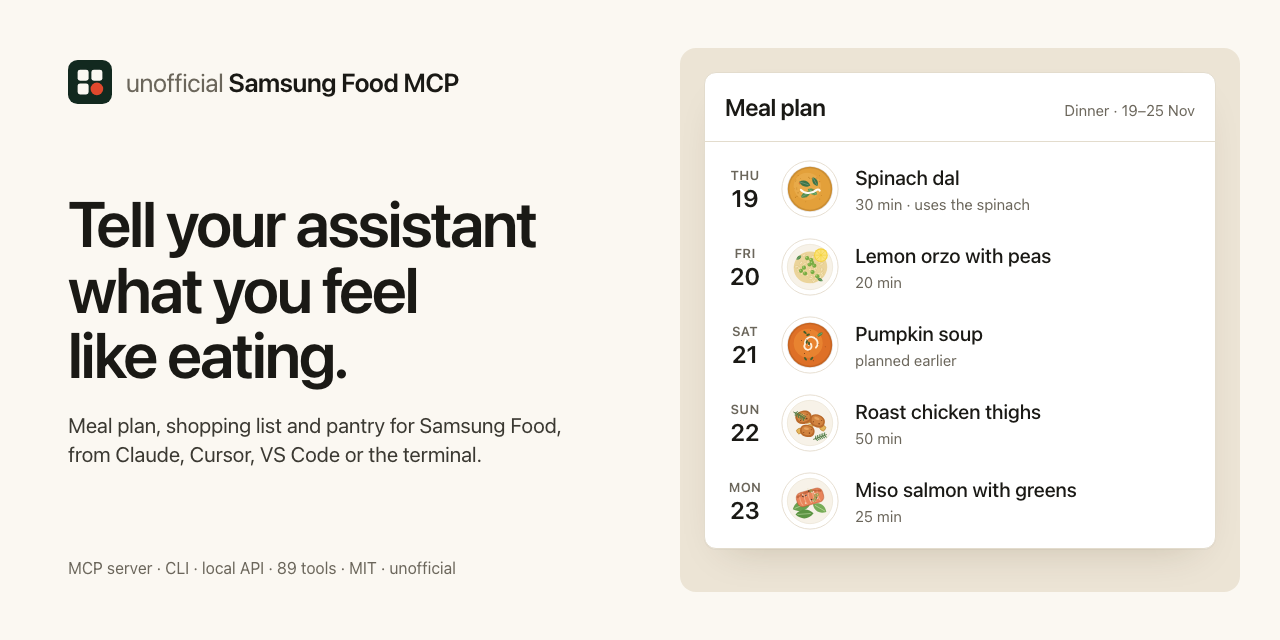 unofficial Samsung Food MCP
Tell your assistant
what you feel
like eating.
Meal plan, shopping list and pantry for Samsung Food,
from Claude, Cursor, VS Code or the terminal.
MCP server · CLI · local API · 89 tools · MIT · unofficial
Meal plan
Dinner · 19–25 Nov
THU
19
Spinach dal
30 min · uses the spinach
FRI
20
Lemon orzo with peas
20 min
SAT
21
Pumpkin soup
planned earlier
SUN
22
Roast chicken thighs
50 min
MON
23
Miso salmon with greens
25 min